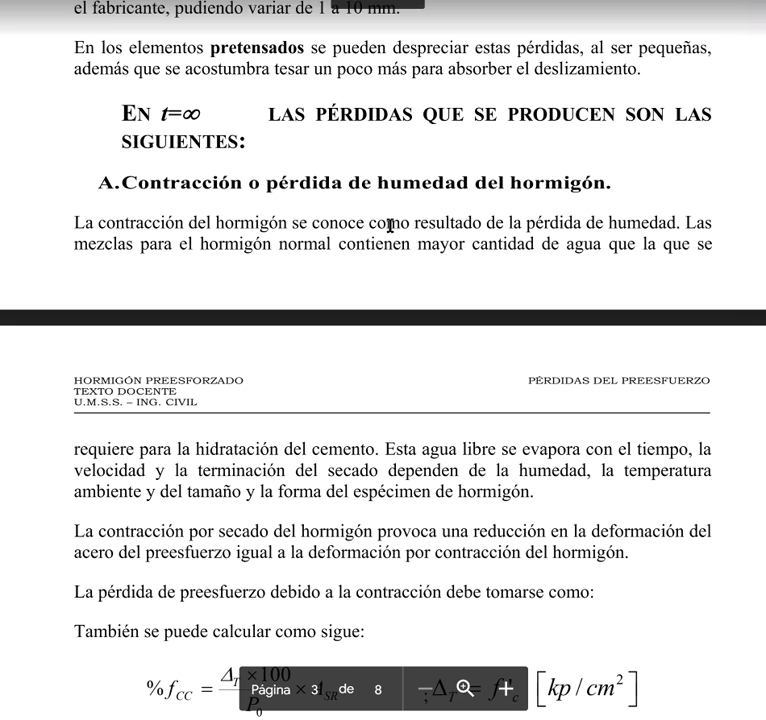 el fabricante, pudiendo variar de 1 a 10 mm.
En los elementos pretensados se pueden despreciar estas pérdidas, al ser pequeñas,
además que se acostumbra tesar un poco más para absorber el deslizamiento.
EN t=∞ LAS PÉRDIDAS QUE SE PRODUCEN SON LAS
SIGUIENTES:
A.Contracción o pérdida de humedad del hormigón.
La contracción del hormigón se conoce como resultado de la pérdida de humedad. Las
mezclas para el hormigón normal contienen mayor cantidad de agua que la que se
HORMIGÓN PREESFORZADO PÉRDIDAS DEL PREESFUERZO
TEXTO DOCENTE
U.M.S.S. – ING. CIVIL
requiere para la hidratación del cemento. Esta agua libre se evapora con el tiempo, la
velocidad y la terminación del secado dependen de la humedad, la temperatura
ambiente y del tamaño y la forma del espécimen de hormigón.
La contracción por secado del hormigón provoca una reducción en la deformación del
acero del preesfuerzo igual a la deformación por contracción del hormigón.
La pérdida de preesfuerzo debido a la contracción debe tomarse como:
También se puede calcular como sigue:
%f_CC = Δ_T ×100 / P_0 × _SR ; Δ_T = f'_c [kp/cm²]
Página 3 de 8 — +